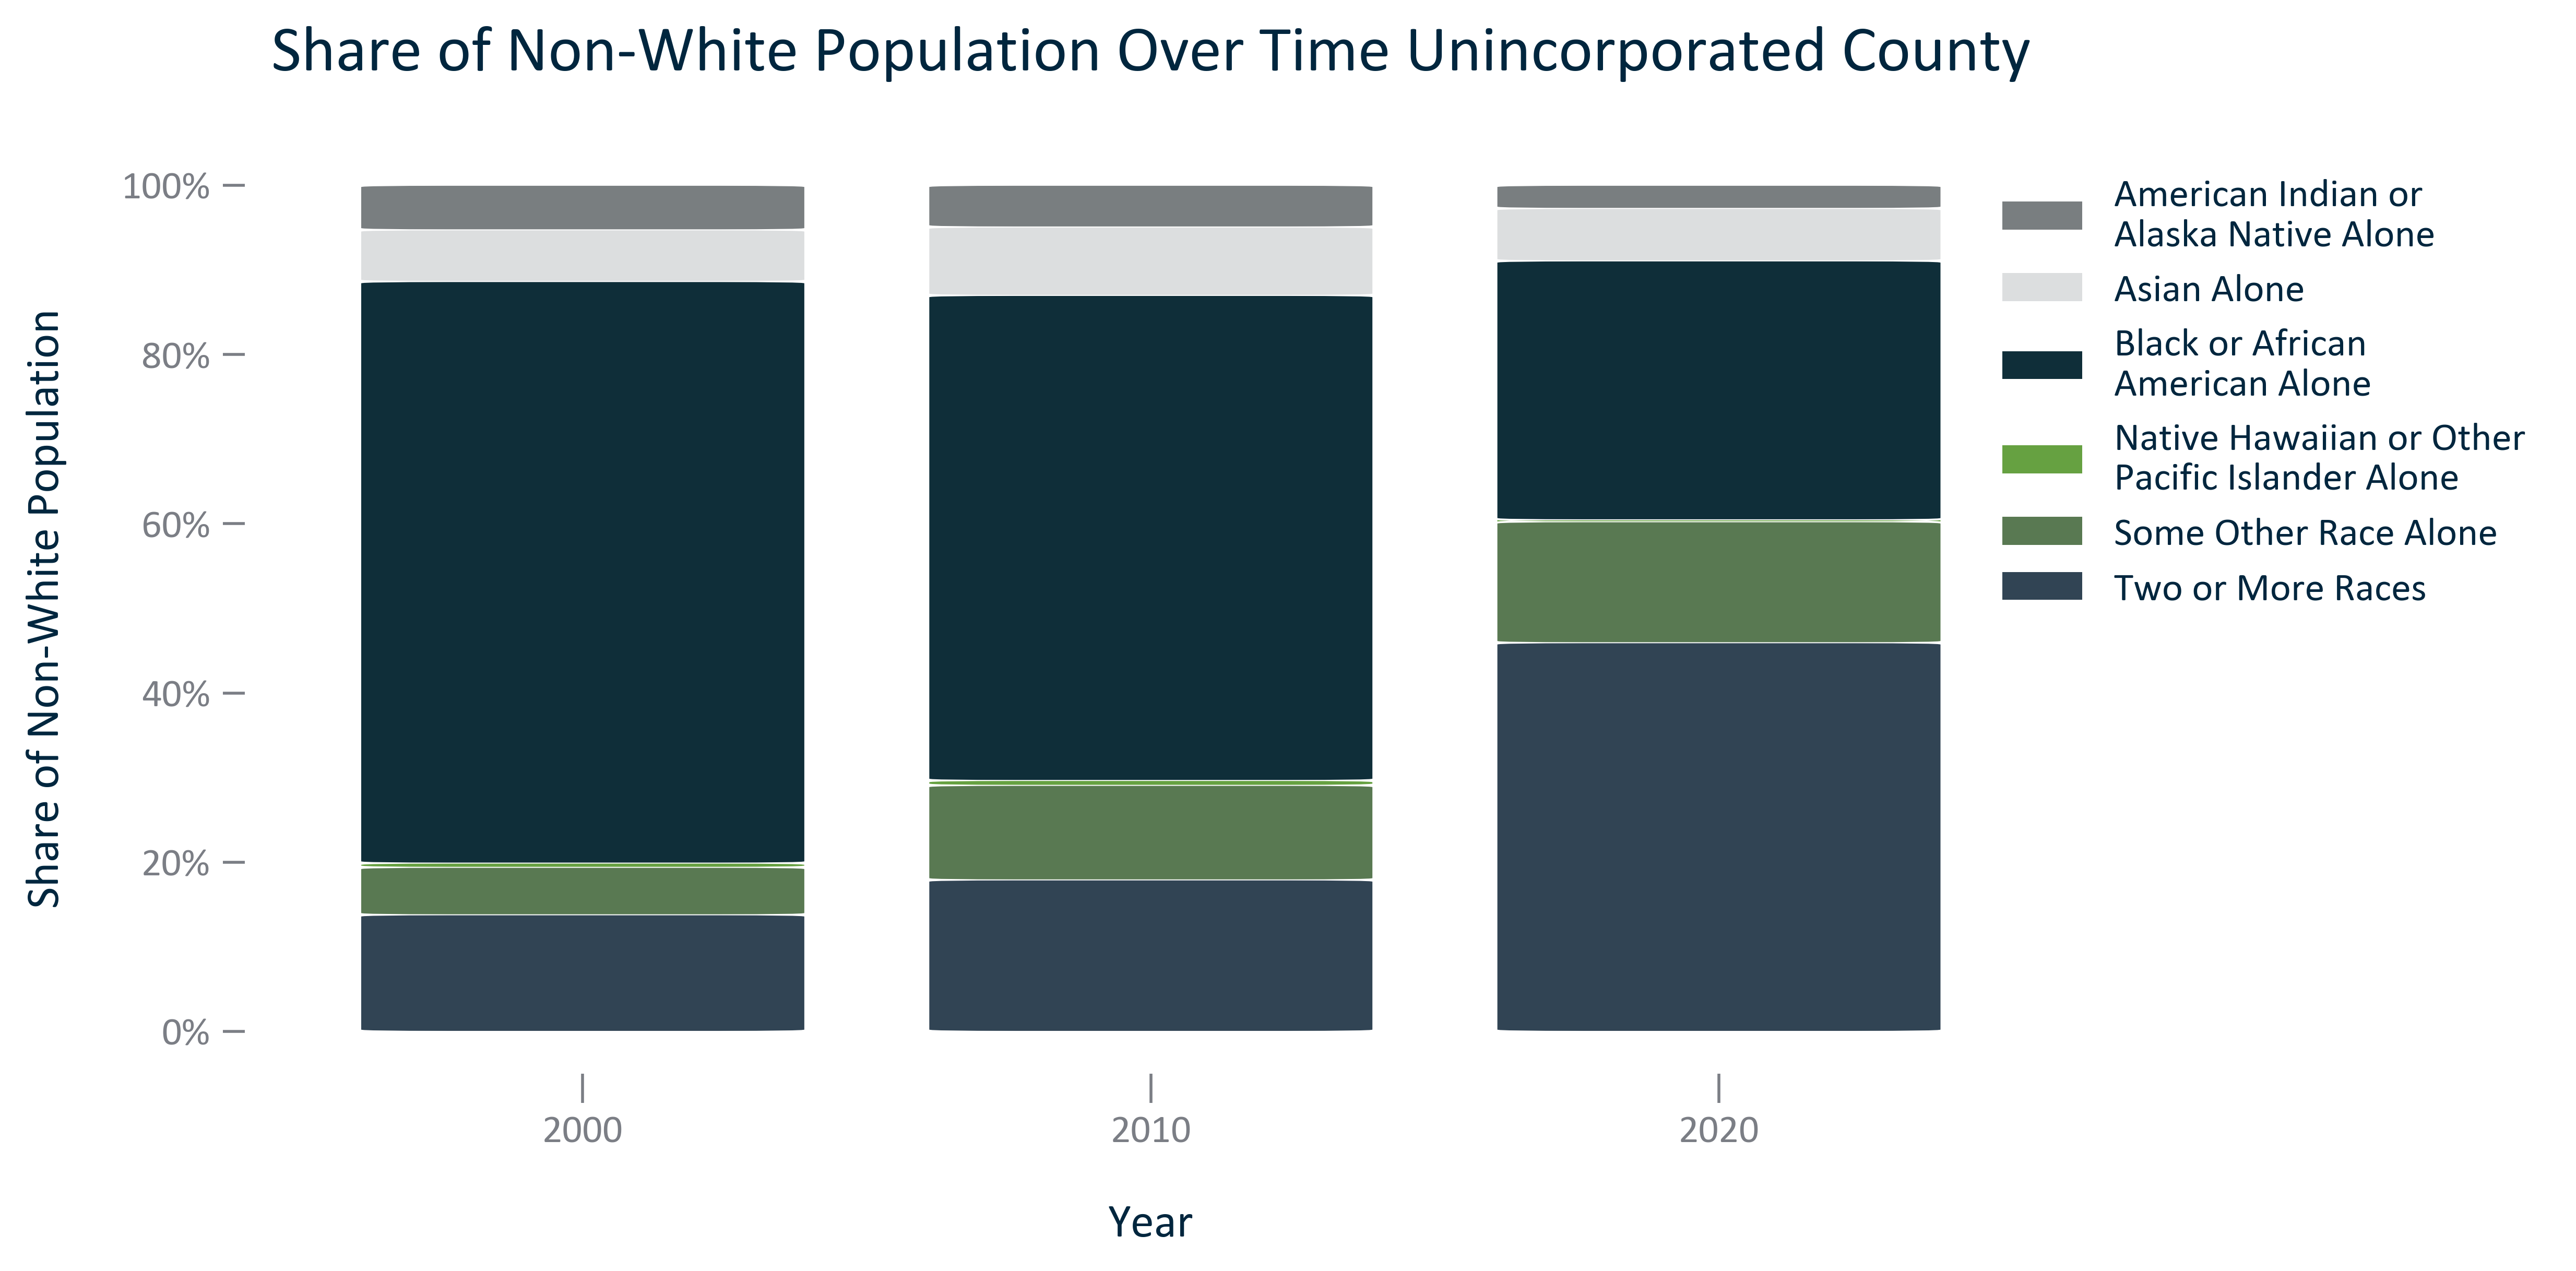 Share of Non-White Population Over Time Unincorporated County
Share of Non-White Population
100%
80%
60%
40%
20%
0%
2000
2010
2020
Year
American Indian or
Alaska Native Alone
Asian Alone
Black or African
American Alone
Native Hawaiian or Other
Pacific Islander Alone
Some Other Race Alone
Two or More Races